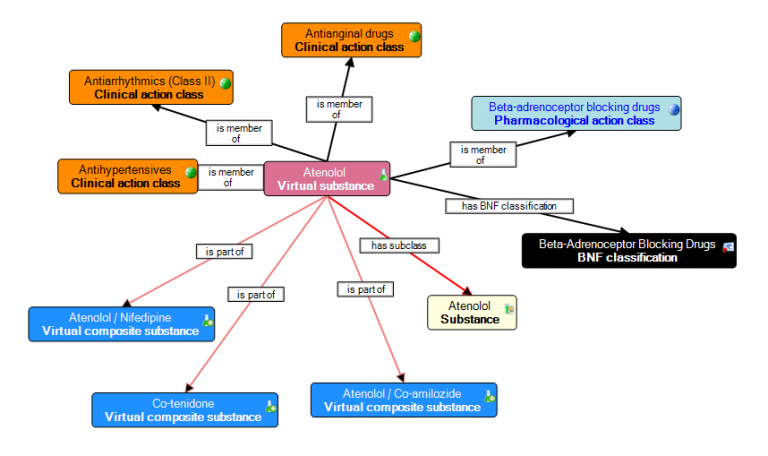 Antianginal drugs
Clinical action class
Antiarrhythmics (Class II)
Clinical action class
is member
of
Beta-adrenoceptor blocking drugs
Pharmacological action class
is member
of
is member
of
Antihypertensives
Clinical action class
is member
of
Atenolol
Virtual substance
has BNF classification
Beta-Adrenoceptor Blocking Drugs
BNF classification
is part of
has subclass
is part of
is part of
Atenolol / Nifedipine
Virtual composite substance
Atenolol
Substance
Co-tenidone
Virtual composite substance
Atenolol / Co-amilozide
Virtual composite substance